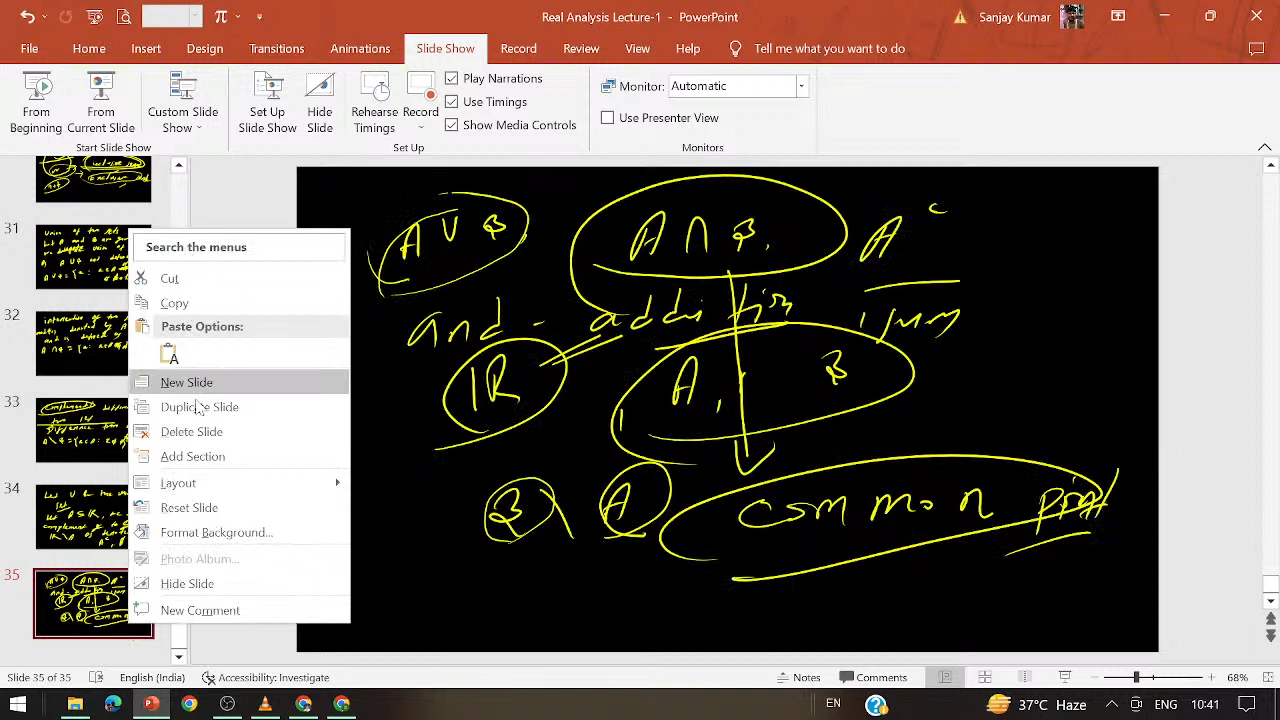 Real Analysis Lecture-1 - PowerPoint
Sanjay Kumar
File Home Insert Design Transitions Animations Slide Show Record Review View Help Tell me what you want to do
From Beginning
From Current Slide
Custom Slide Show
Set Up Slide Show
Hide Slide
Rehearse Timings
Record
Play Narrations
Use Timings
Show Media Controls
Monitor: Automatic
Use Presenter View
Start Slide Show
Set Up
Monitors
31
32
33
34
35
Search the menus
Cut
Copy
Paste Options:
New Slide
Duplicate Slide
Delete Slide
Add Section
Layout
Reset Slide
Format Background...
Photo Album...
Hide Slide
New Comment
A ∪ B A ∩ B, A^c
and -
IR A, B
B \ A common
Slide 35 of 35 English (India) Accessibility: Investigate Notes Comments 68%
EN 37°C Haze 10:41